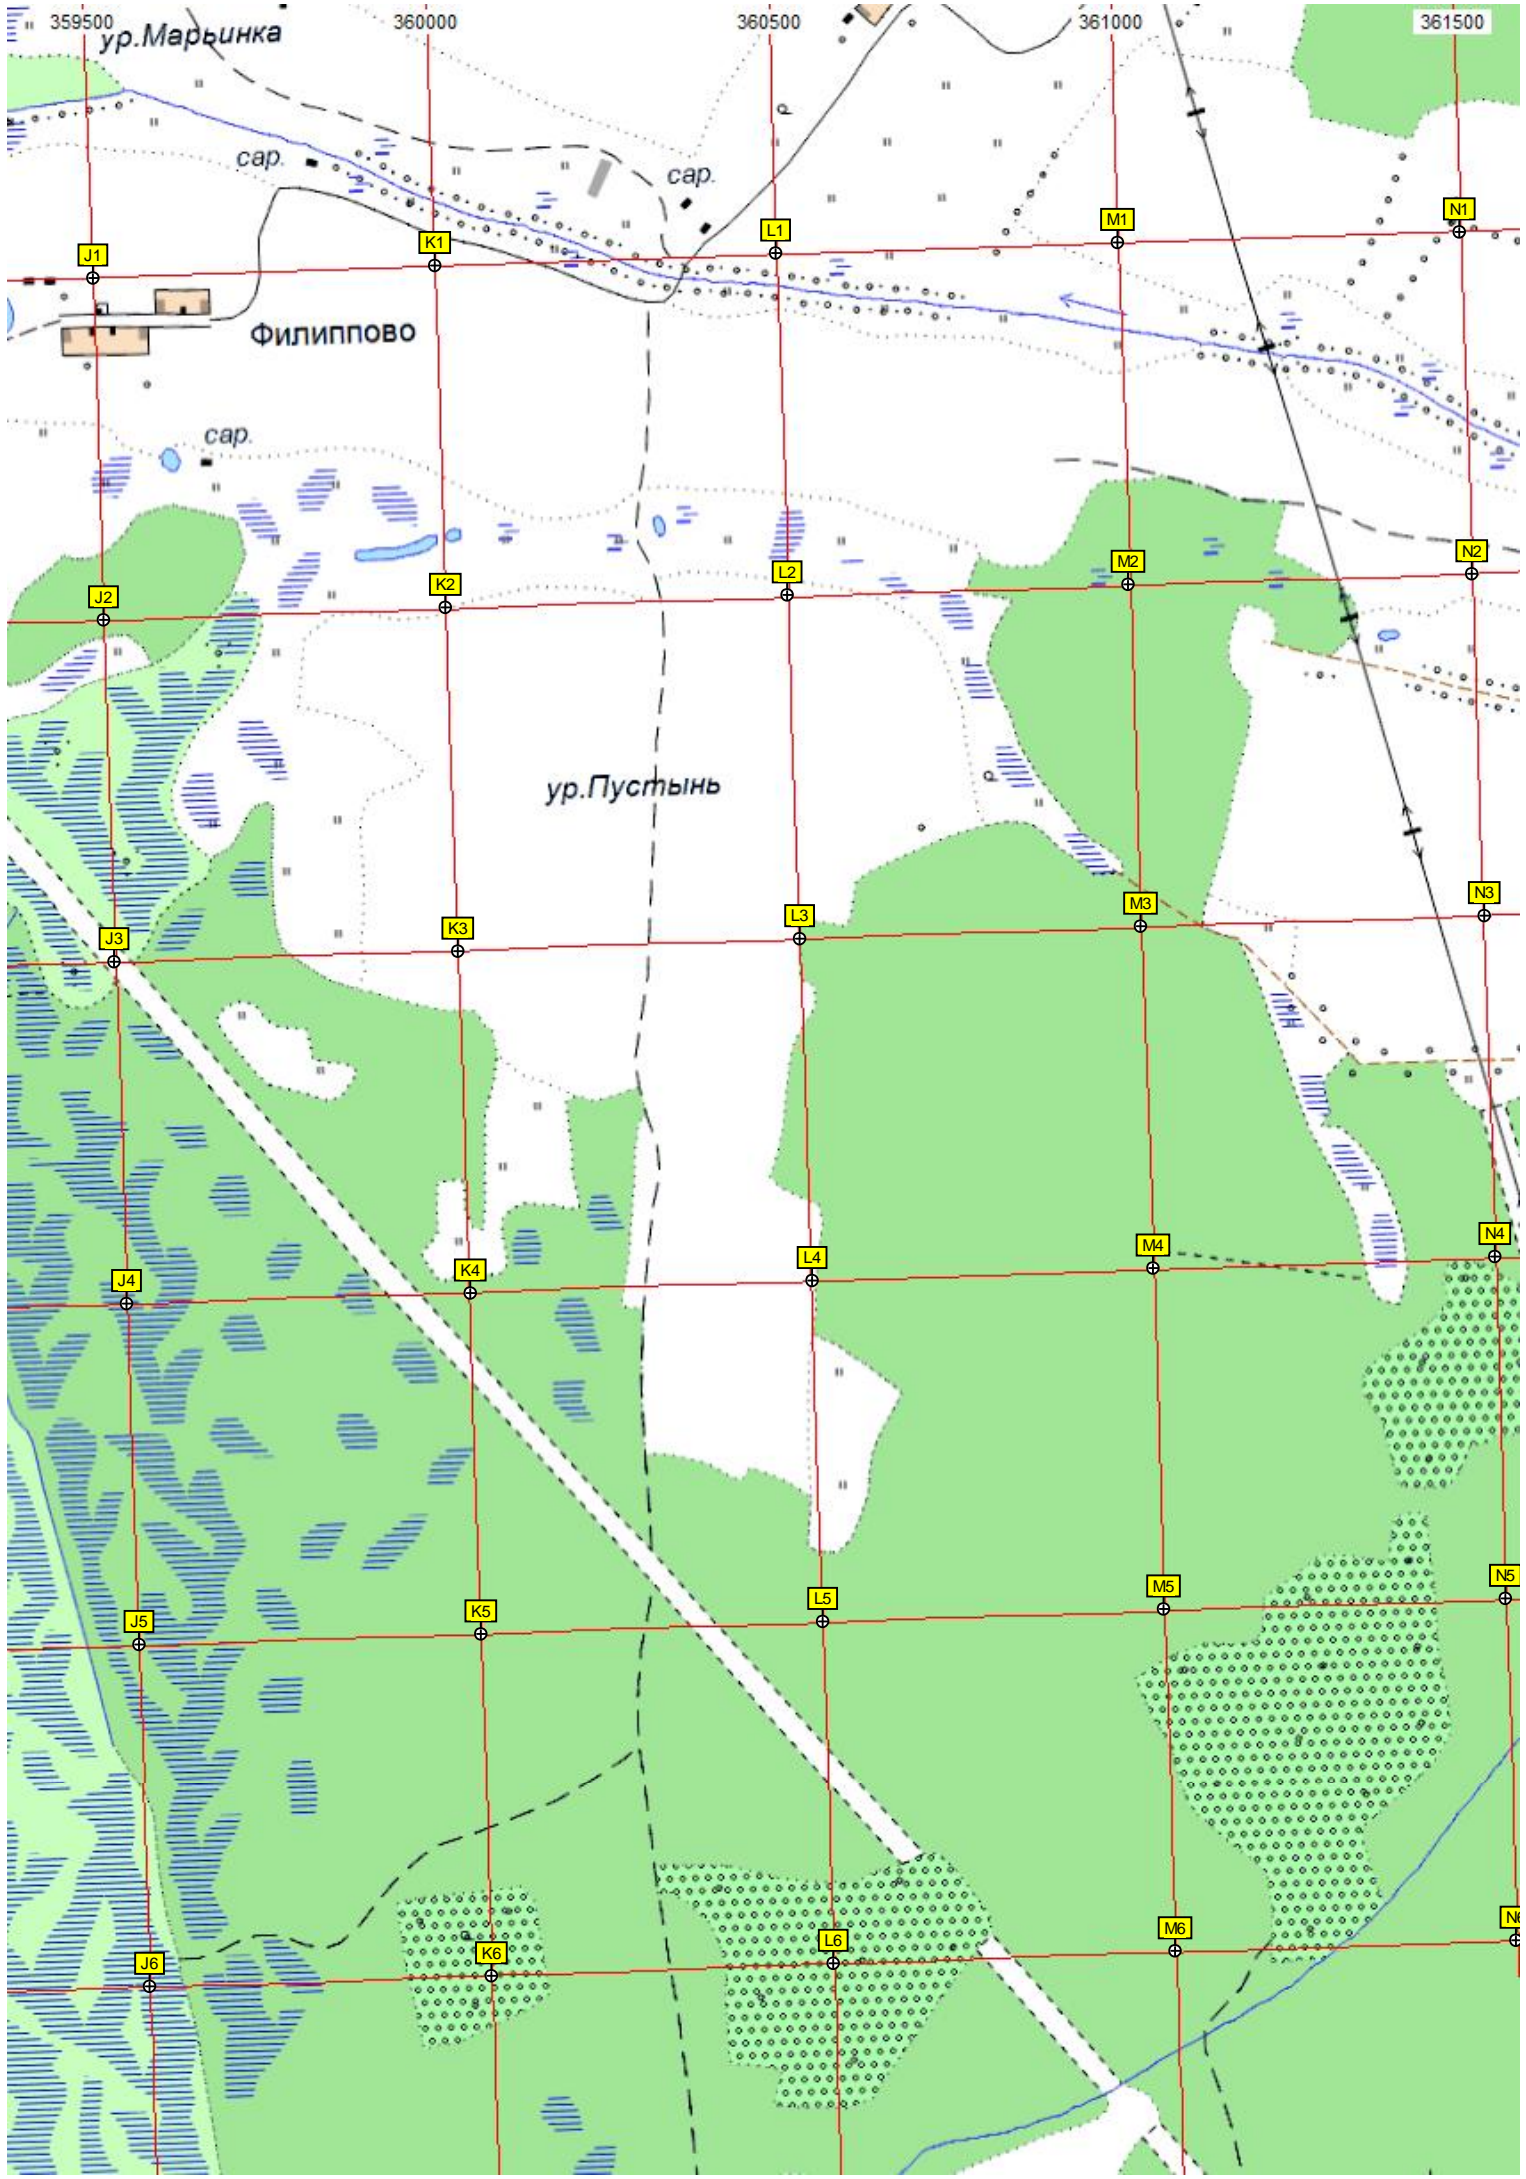 359500 360000 360500 361000 361500
ур.Марьинка
сар.
сар.
J1 K1 L1 M1 N1
Филиппово
сар.
J2 K2 L2 M2 N2
ур.Пустынь
J3 K3 L3 M3 N3
J4 K4 L4 M4 N4
J5 K5 L5 M5 N5
J6 K6 L6 M6 N6